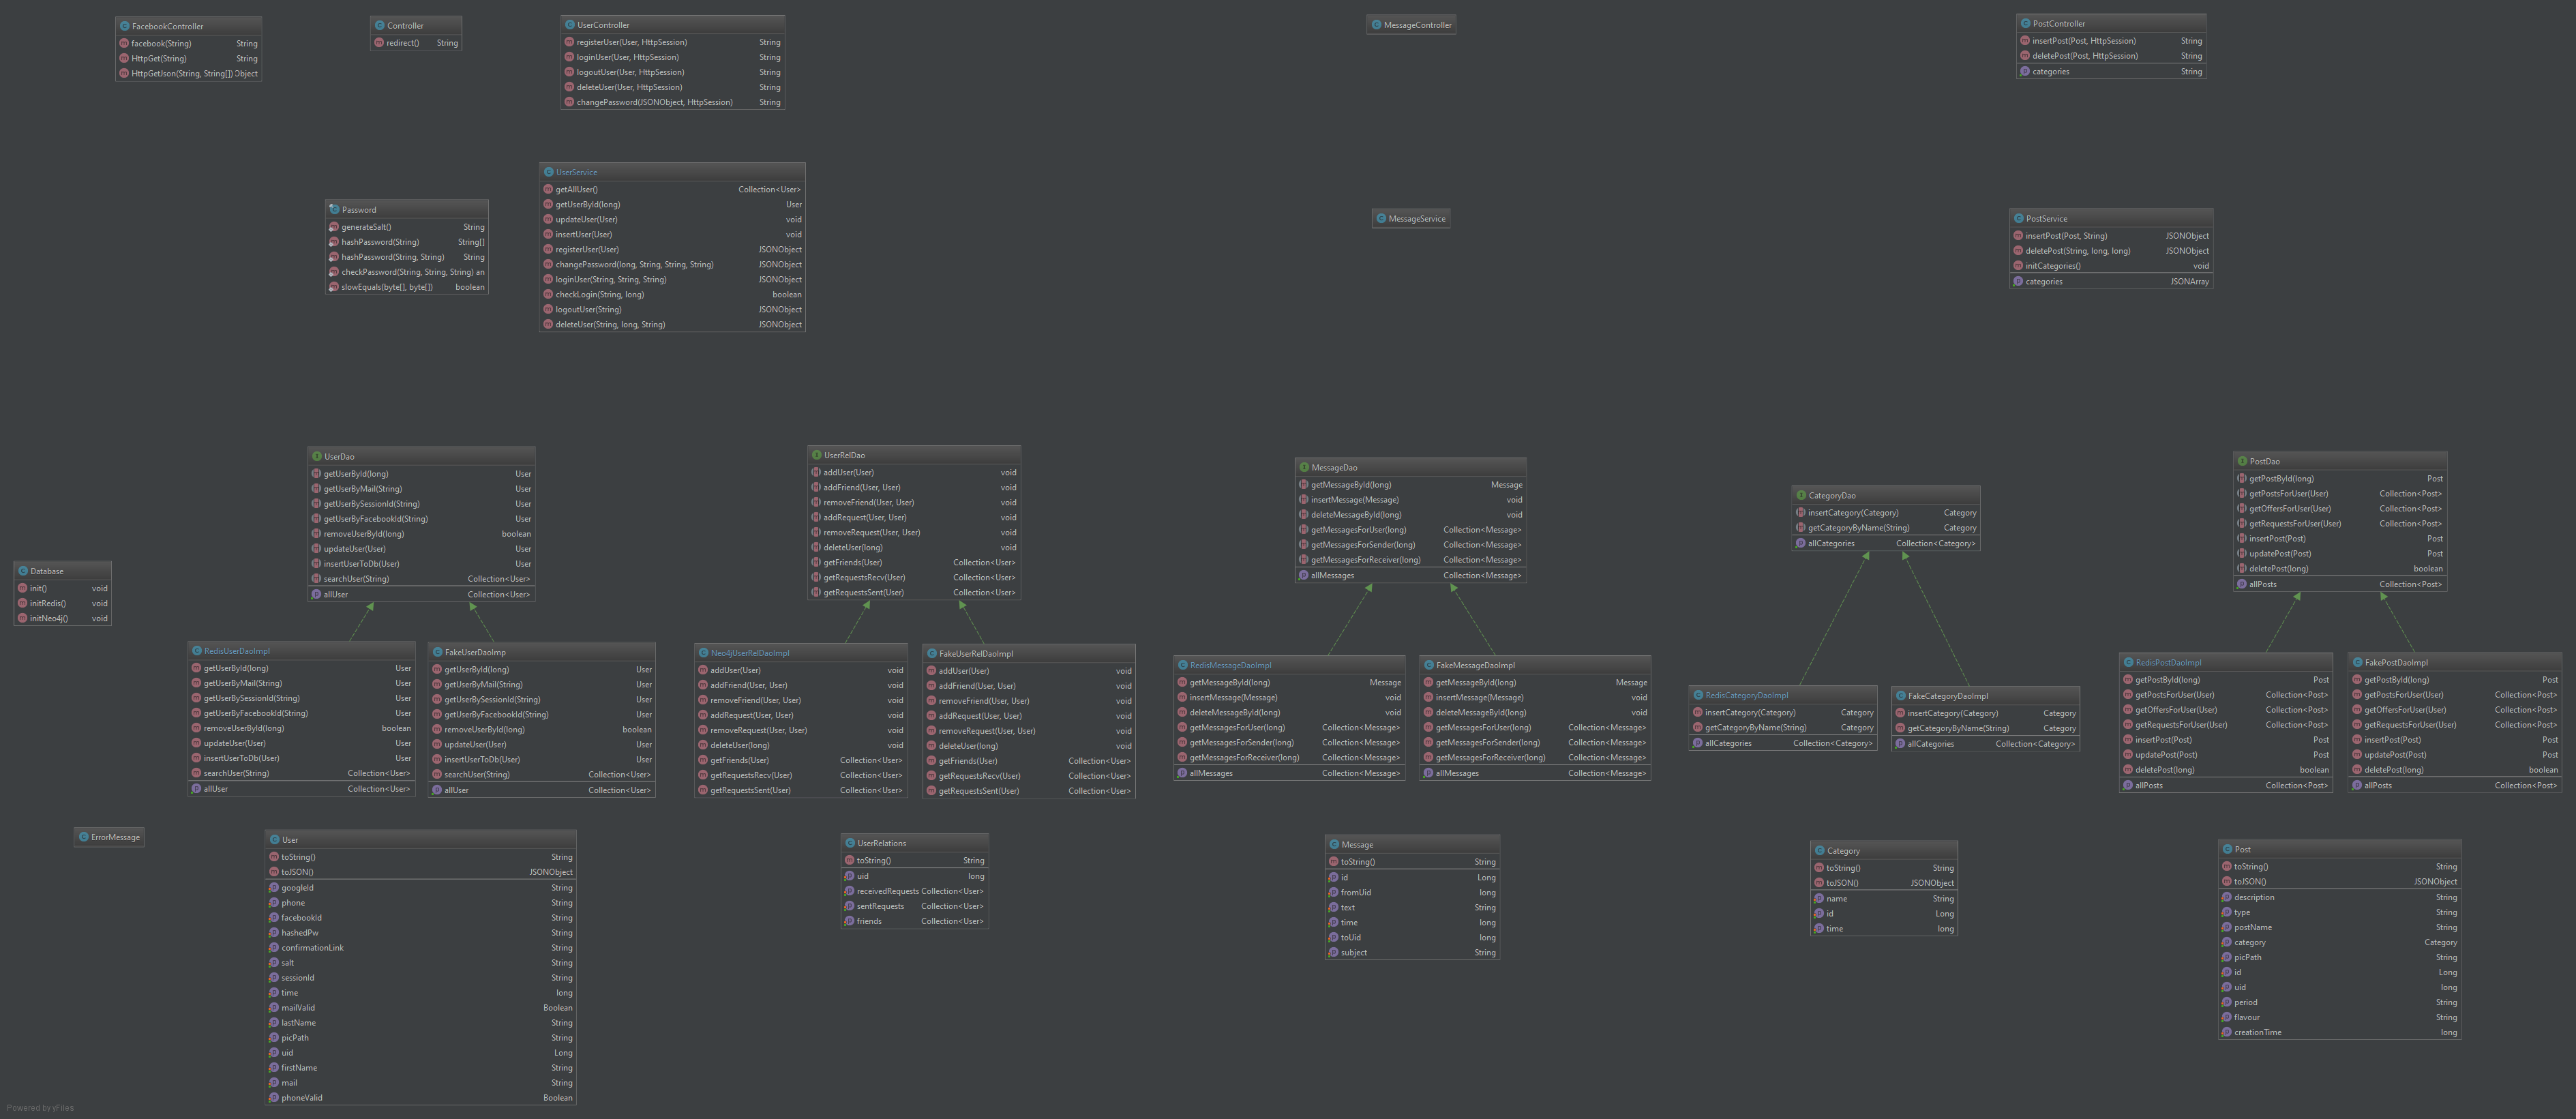 FacebookController
facebook(String) String
HttpGet(String) String
HttpGetJson(String, String[]) Object
Controller
redirect() String
UserController
registerUser(User, HttpSession) String
loginUser(User, HttpSession) String
logoutUser(User, HttpSession) String
deleteUser(User, HttpSession) String
changePassword(JSONObject, HttpSession) String
MessageController
PostController
insertPost(Post, HttpSession) String
deletePost(Post, HttpSession) String
categories String
Password
generateSalt() String
hashPassword(String) String[]
hashPassword(String, String) String
checkPassword(String, String, String) an
slowEquals(byte[], byte[]) boolean
UserService
getAllUser() Collection<User>
getUserById(long) User
updateUser(User) void
insertUser(User) void
registerUser(User) JSONObject
changePassword(long, String, String, String) JSONObject
loginUser(String, String, String) JSONObject
checkLogin(String, long) boolean
logoutUser(String) JSONObject
deleteUser(String, long, String) JSONObject
MessageService
PostService
insertPost(Post, String) JSONObject
deletePost(String, long, long) JSONObject
initCategories() void
categories JSONArray
Database
init() void
initRedis() void
initNeo4j() void
UserDao
getUserById(long) User
getUserByMail(String) User
getUserBySessionId(String) User
getUserByFacebookId(String) User
removeUserById(long) boolean
updateUser(User) User
insertUserToDb(User) User
searchUser(String) Collection<User>
allUser Collection<User>
UserRelDao
addUser(User) void
addFriend(User, User) void
removeFriend(User, User) void
addRequest(User, User) void
removeRequest(User, User) void
deleteUser(long) void
getFriends(User) Collection<User>
getRequestsRecv(User) Collection<User>
getRequestsSent(User) Collection<User>
MessageDao
getMessageById(long) Message
insertMessage(Message) void
deleteMessageById(long) void
getMessagesForUser(long) Collection<Message>
getMessagesForSender(long) Collection<Message>
getMessagesForReceiver(long) Collection<Message>
allMessages Collection<Message>
CategoryDao
insertCategory(Category) Category
getCategoryByName(String) Category
allCategories Collection<Category>
PostDao
getPostById(long) Post
getPostsForUser(User) Collection<Post>
getOffersForUser(User) Collection<Post>
getRequestsForUser(User) Collection<Post>
insertPost(Post) Post
updatePost(Post) Post
deletePost(long) boolean
allPosts Collection<Post>
RedisUserDaoImpl
getUserById(long) User
getUserByMail(String) User
getUserBySessionId(String) User
getUserByFacebookId(String) User
removeUserById(long) boolean
updateUser(User) User
insertUserToDb(User) User
searchUser(String) Collection<User>
allUser Collection<User>
FakeUserDaoImp
getUserById(long) User
getUserByMail(String) User
getUserBySessionId(String) User
getUserByFacebookId(String) User
removeUserById(long) boolean
updateUser(User) User
insertUserToDb(User) User
searchUser(String) Collection<User>
allUser Collection<User>
Neo4jUserRelDaoImpl
addUser(User) void
addFriend(User, User) void
removeFriend(User, User) void
addRequest(User, User) void
removeRequest(User, User) void
deleteUser(long) void
getFriends(User) Collection<User>
getRequestsRecv(User) Collection<User>
getRequestsSent(User) Collection<User>
FakeUserRelDaoImpl
addUser(User) void
addFriend(User, User) void
removeFriend(User, User) void
addRequest(User, User) void
removeRequest(User, User) void
deleteUser(long) void
getFriends(User) Collection<User>
getRequestsRecv(User) Collection<User>
getRequestsSent(User) Collection<User>
RedisMessageDaoImpl
getMessageById(long) Message
insertMessage(Message) void
deleteMessageById(long) void
getMessagesForUser(long) Collection<Message>
getMessagesForSender(long) Collection<Message>
getMessagesForReceiver(long) Collection<Message>
allMessages Collection<Message>
FakeMessageDaoImpl
getMessageById(long) Message
insertMessage(Message) void
deleteMessageById(long) void
getMessagesForUser(long) Collection<Message>
getMessagesForSender(long) Collection<Message>
getMessagesForReceiver(long) Collection<Message>
allMessages Collection<Message>
RedisCategoryDaoImpl
insertCategory(Category) Category
getCategoryByName(String) Category
allCategories Collection<Category>
FakeCategoryDaoImpl
insertCategory(Category) Category
getCategoryByName(String) Category
allCategories Collection<Category>
RedisPostDaoImpl
getPostById(long) Post
getPostsForUser(User) Collection<Post>
getOffersForUser(User) Collection<Post>
getRequestsForUser(User) Collection<Post>
insertPost(Post) Post
updatePost(Post) Post
deletePost(long) boolean
allPosts Collection<Post>
FakePostDaoImpl
getPostById(long) Post
getPostsForUser(User) Collection<Post>
getOffersForUser(User) Collection<Post>
getRequestsForUser(User) Collection<Post>
insertPost(Post) Post
updatePost(Post) Post
deletePost(long) boolean
allPosts Collection<Post>
ErrorMessage
User
toString() String
toJSON() JSONObject
googleId String
phone String
facebookId String
hashedPw String
confirmationLink String
salt String
sessionId String
time long
mailValid Boolean
lastName String
picPath String
uid Long
firstName String
mail String
phoneValid Boolean
UserRelations
toString() String
uid long
receivedRequests Collection<User>
sentRequests Collection<User>
friends Collection<User>
Message
toString() String
id Long
fromUid long
text String
time long
toUid long
subject String
Category
toString() String
toJSON() JSONObject
name String
id Long
time long
Post
toString() String
toJSON() JSONObject
description String
type String
postName String
category Category
picPath String
id Long
uid long
period String
flavour String
creationTime long
Powered by yFiles